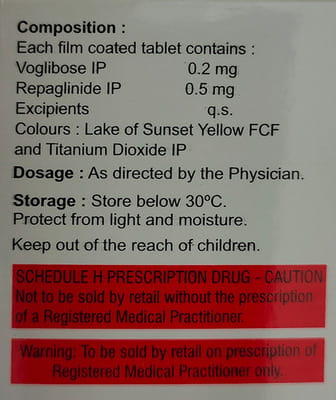 Composition :
Each film coated tablet contains :
Voglibose IP 0.2 mg
Repaglinide IP 0.5 mg
Excipients q.s.
Colours : Lake of Sunset Yellow FCF
and Titanium Dioxide IP
Dosage : As directed by the Physician.
Storage : Store below 30ºC.
Protect from light and moisture.
Keep out of the reach of children.
SCHEDULE H PRESCRIPTION DRUG - CAUTION
Not to be sold by retail without the prescription
of a Registered Medical Practitioner.
Warning: To be sold by retail on prescription of
Registered Medical Practitioner only.